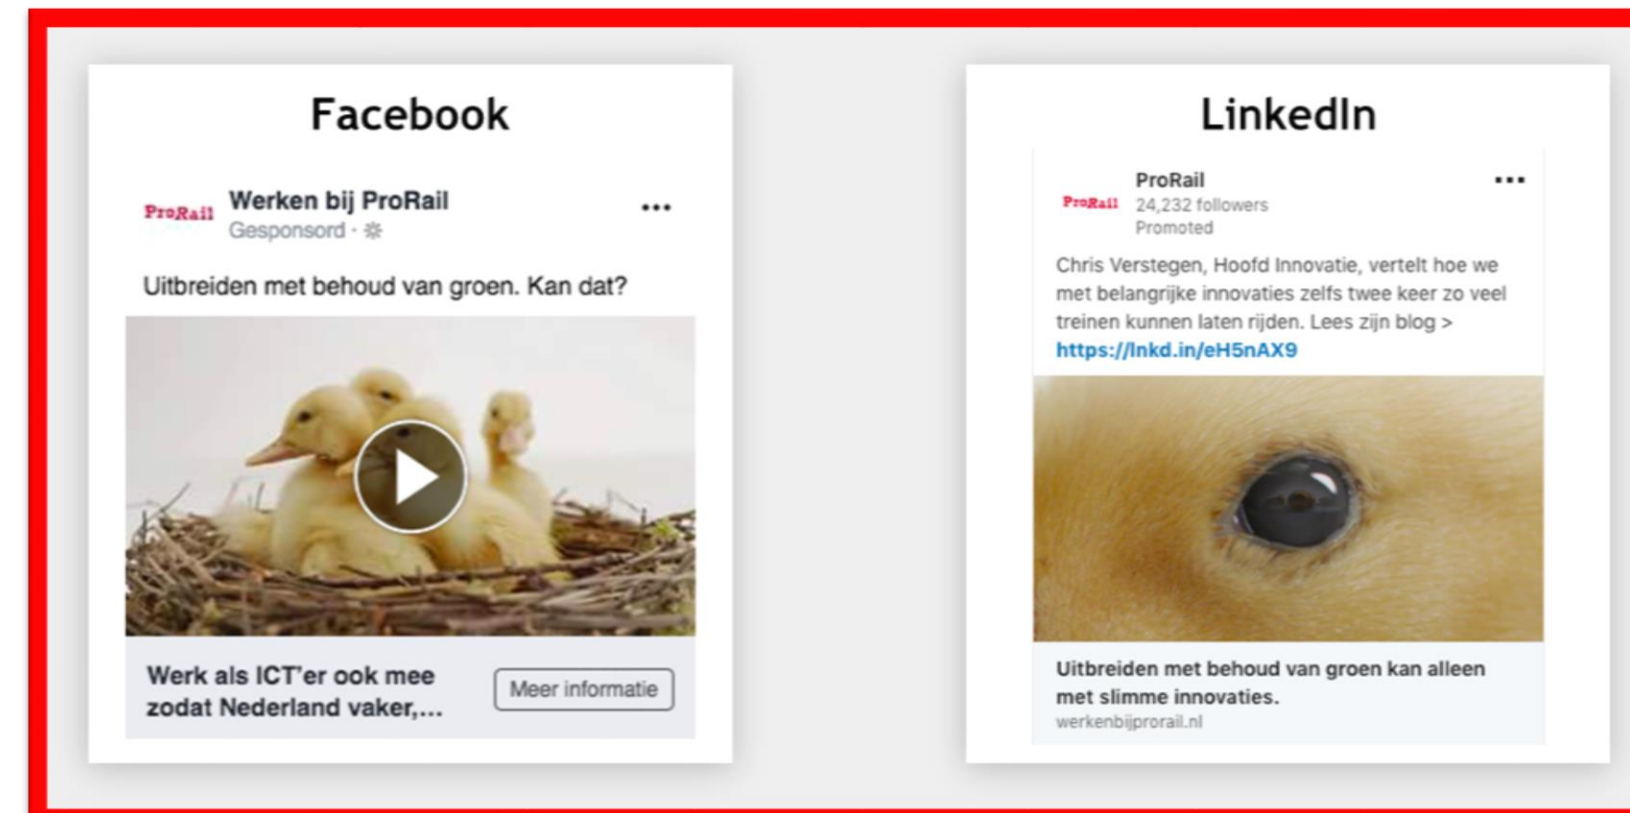 Facebook
ProRail
Werken bij ProRail
Gesponsord ·
Uitbreiden met behoud van groen. Kan dat?
Werk als ICT'er ook mee
zodat Nederland vaker,...
Meer informatie
LinkedIn
ProRail
ProRail
24,232 followers
Promoted
Chris Verstegen, Hoofd Innovatie, vertelt hoe we
met belangrijke innovaties zelfs twee keer zo veel
treinen kunnen laten rijden. Lees zijn blog >
https://lnkd.in/eH5nAX9
Uitbreiden met behoud van groen kan alleen
met slimme innovaties.
werkenbijprorail.nl